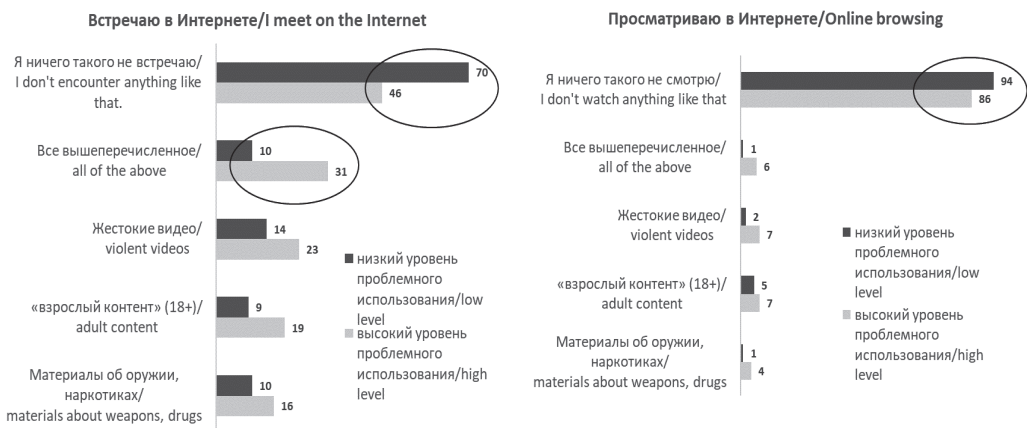 Встречаю в Интернете/I meet on the Internet
Я ничего такого не встречаю/
I don't encounter anything like
that.
70
46
Все вышеперечисленное/
all of the above
10
31
Жестокие видео/
violent videos
14
23
«взрослый контент» (18+)/
adult content
9
19
Материалы об оружии,
наркотиках/
materials about weapons, drugs
10
16
низкий уровень
проблемного
использования/low
level
высокий уровень
проблемного
использования/high
level
Просматриваю в Интернете/Online browsing
Я ничего такого не смотрю/
I don't watch anything like that
94
86
Все вышеперечисленное/
all of the above
1
6
Жестокие видео/
violent videos
2
7
«взрослый контент» (18+)/
adult content
5
7
Материалы об оружии,
наркотиках/
materials about weapons, drugs
1
4
низкий уровень
проблемного
использования/low
level
высокий уровень
проблемного
использования/high
level